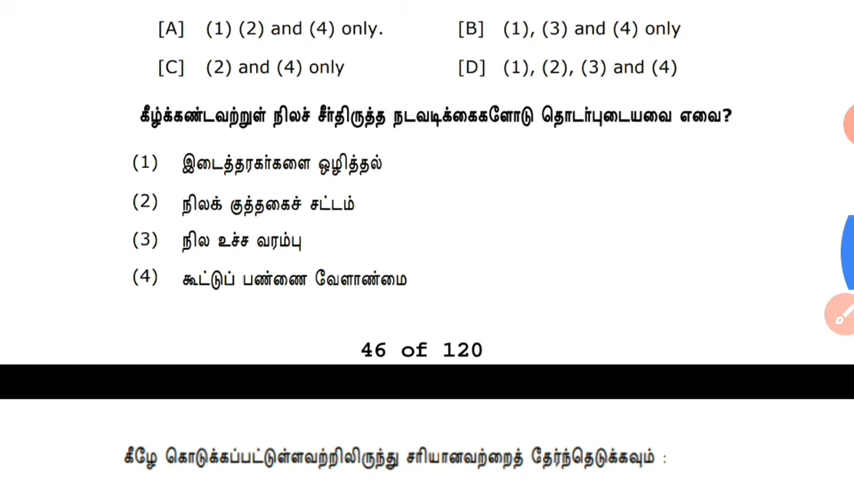 [A] (1) (2) and (4) only. [B] (1), (3) and (4) only
[C] (2) and (4) only [D] (1), (2), (3) and (4)
கீழ்க்கண்டவற்றுள் நிலச் சீர்திருத்த நடவடிக்கைகளோடு தொடர்புடையவை எவை?
(1) இடைத்தரகர்களை ஒழித்தல்
(2) நிலக் குத்தகைச் சட்டம்
(3) நில உச்ச வரம்பு
(4) கூட்டுப் பண்ணை வேளாண்மை
46 of 120
கீழே கொடுக்கப்பட்டுள்ளவற்றிலிருந்து சரியானவற்றைத் தேர்ந்தெடுக்கவும் :